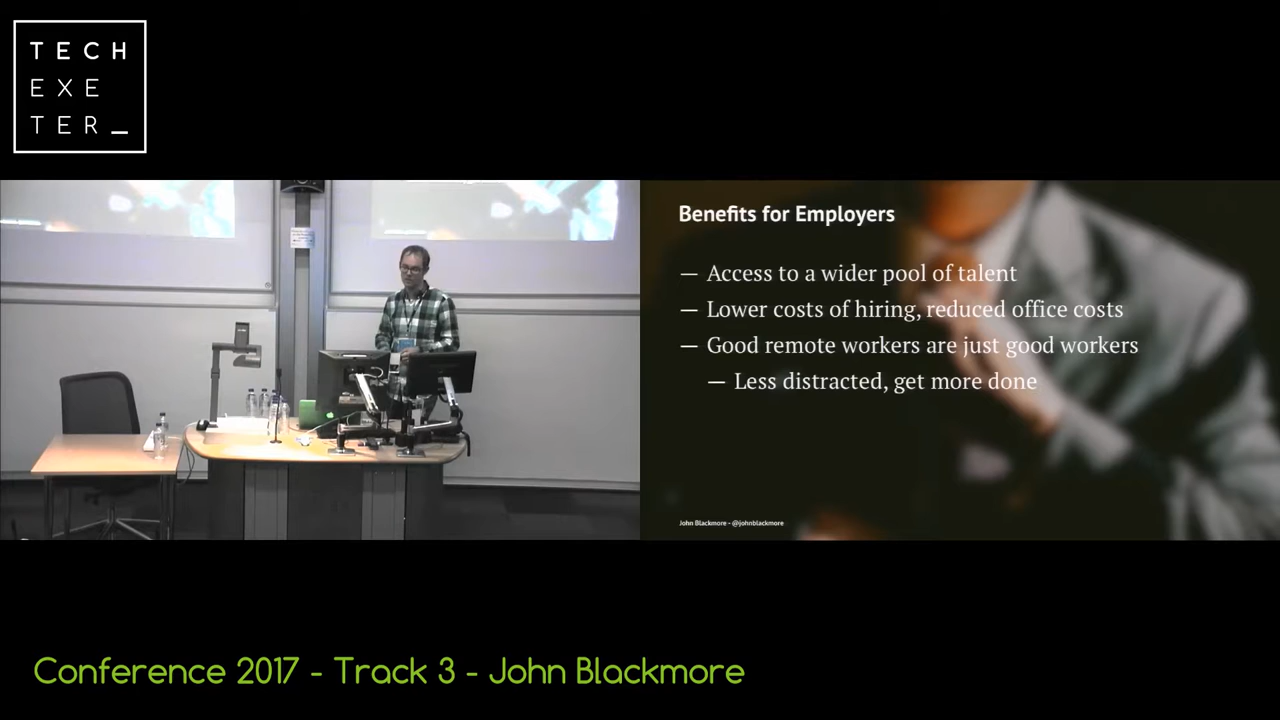 TECH
EXE
TER_
Benefits for Employers
— Access to a wider pool of talent
— Lower costs of hiring, reduced office costs
— Good remote workers are just good workers
— Less distracted, get more done
John Blackmore - @johnblackmore
Conference 2017 - Track 3 - John Blackmore